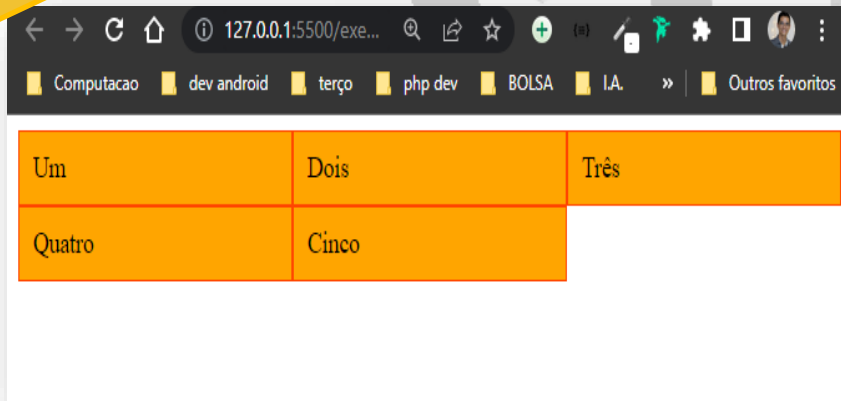 127.0.0.1:5500/exe...
Computacao dev android terço php dev BOLSA I.A. » Outros favoritos
Um Dois Três
Quatro Cinco